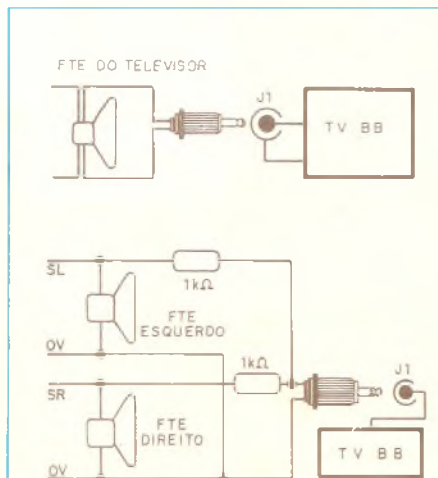 FTE DO TELEVISOR
J1
TV BB
SL
1kΩ
FTE
ESQUERDO
0V
SR
1kΩ
J1
FTE
DIREITO
TV BB
0V